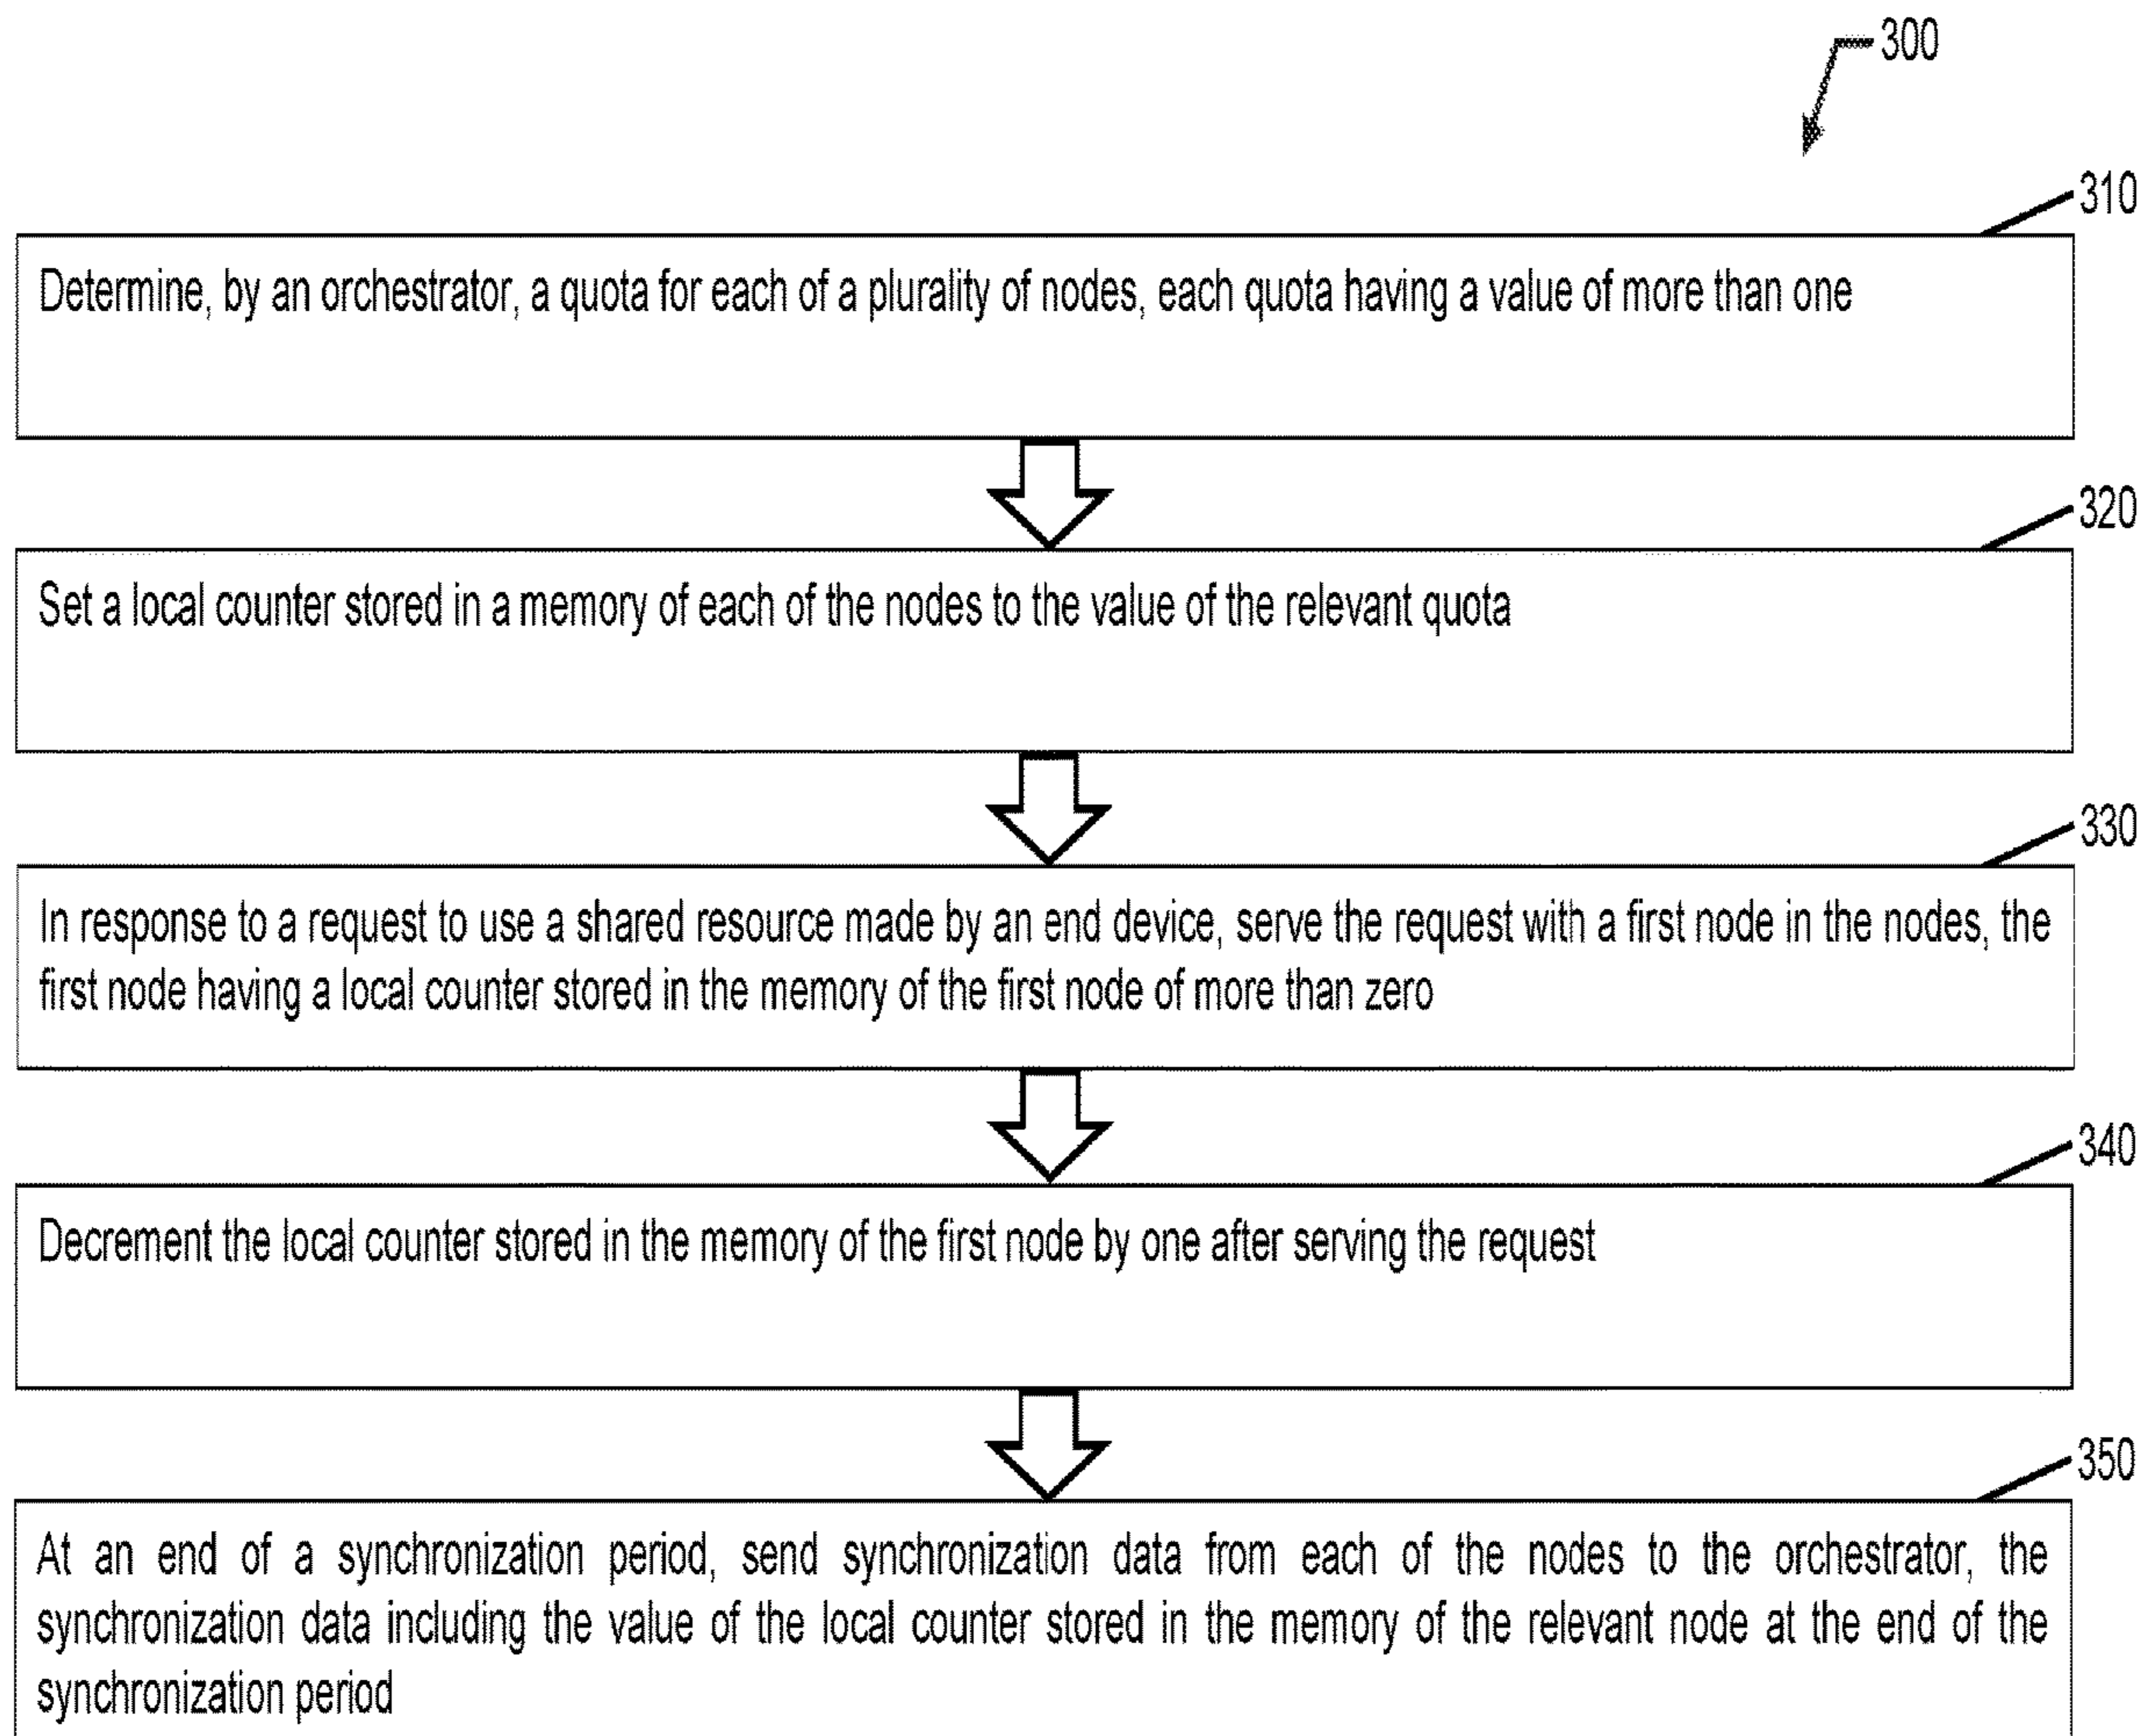 300
310
Determine, by an orchestrator, a quota for each of a plurality of nodes, each quota having a value of more than one
320
Set a local counter stored in a memory of each of the nodes to the value of the relevant quota
330
In response to a request to use a shared resource made by an end device, serve the request with a first node in the nodes, the
first node having a local counter stored in the memory of the first node of more than zero
340
Decrement the local counter stored in the memory of the first node by one after serving the request
350
At an end of a synchronization period, send synchronization data from each of the nodes to the orchestrator, the
synchronization data including the value of the local counter stored in the memory of the relevant node at the end of the
synchronization period